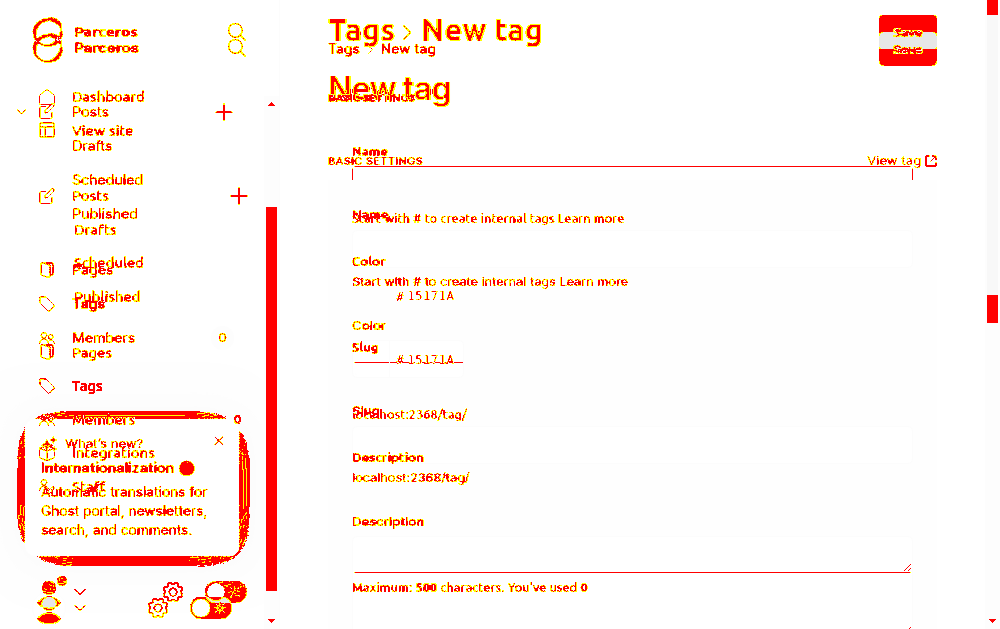 Parceros
Parceros
Dashboard
Posts
View site
Drafts
Scheduled
Posts
Published
Drafts
Scheduled
Pages
Published
Tags
Members 0
Pages
Tags
Members 0
What's new?
Integrations
Internationalization
Staff
Automatic translations for
Ghost portal, newsletters,
search, and comments.
Tags › New tag
Tags › New tag
Save
Save
New tag
BASIC SETTINGS
Name
BASIC SETTINGS
View tag
Name
Start with # to create internal tags Learn more
Color
Start with # to create internal tags Learn more
# 15171A
Color
Slug
# 15171A
Slug
localhost:2368/tag/
Description
localhost:2368/tag/
Description
Maximum: 500 characters. You've used 0